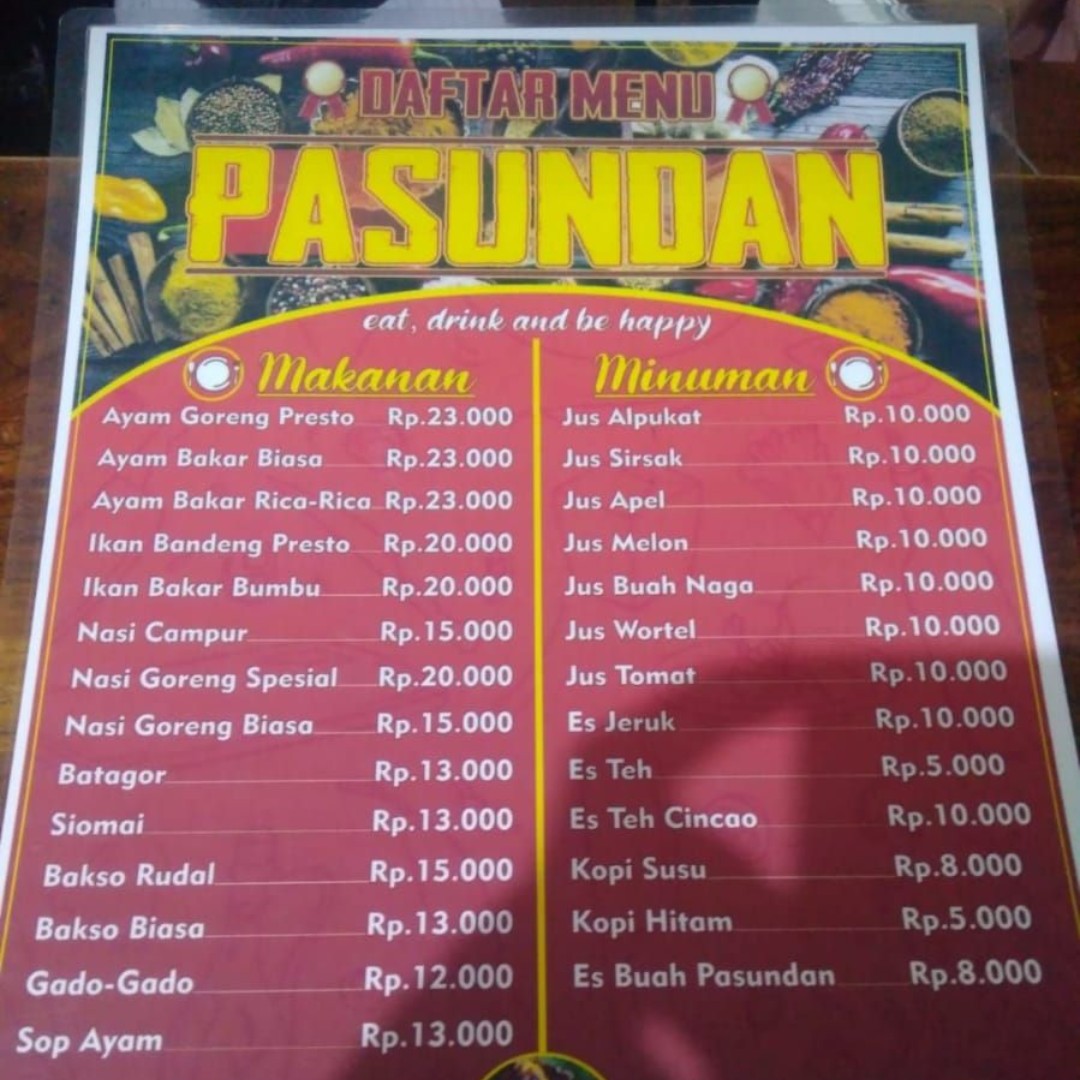 DAFTAR MENU
PASUNDAN
eat, drink and be happy
Makanan
Ayam Goreng Presto Rp.23.000
Ayam Bakar Biasa Rp.23.000
Ayam Bakar Rica-Rica Rp.23.000
Ikan Bandeng Presto Rp.20.000
Ikan Bakar Bumbu Rp.20.000
Nasi Campur Rp.15.000
Nasi Goreng Spesial Rp.20.000
Nasi Goreng Biasa Rp.15.000
Batagor Rp.13.000
Siomai Rp.13.000
Bakso Rudal Rp.15.000
Bakso Biasa Rp.13.000
Gado-Gado Rp.12.000
Sop Ayam Rp.13.000
Minuman
Jus Alpukat Rp.10.000
Jus Sirsak Rp.10.000
Jus Apel Rp.10.000
Jus Melon Rp.10.000
Jus Buah Naga Rp.10.000
Jus Wortel Rp.10.000
Jus Tomat Rp.10.000
Es Jeruk Rp.10.000
Es Teh Rp.5.000
Es Teh Cincao Rp.10.000
Kopi Susu Rp.8.000
Kopi Hitam Rp.5.000
Es Buah Pasundan Rp.8.000